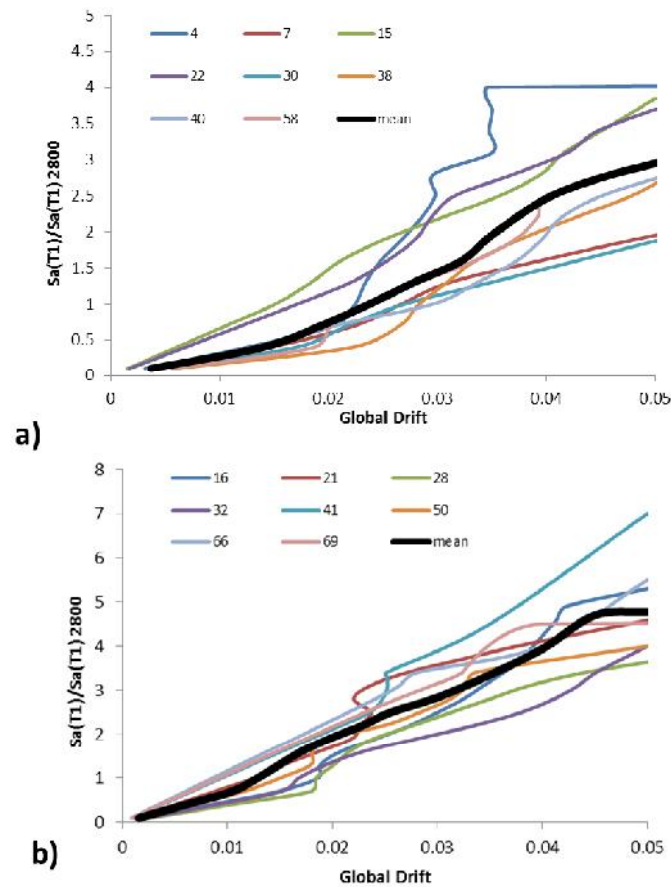 5
4.5
4
3.5
3
2.5
2
1.5
1
0.5
0
Sa(T1)/Sa(T1) 2800
4 7 15
22 30 38
40 58 mean
0 0.01 0.02 0.03 0.04 0.05
Global Drift
a)
8
7
6
5
4
3
2
1
0
Sa(T1)/Sa(T1) 2800
16 21 28
32 41 50
66 69 mean
0 0.01 0.02 0.03 0.04 0.05
Global Drift
b)